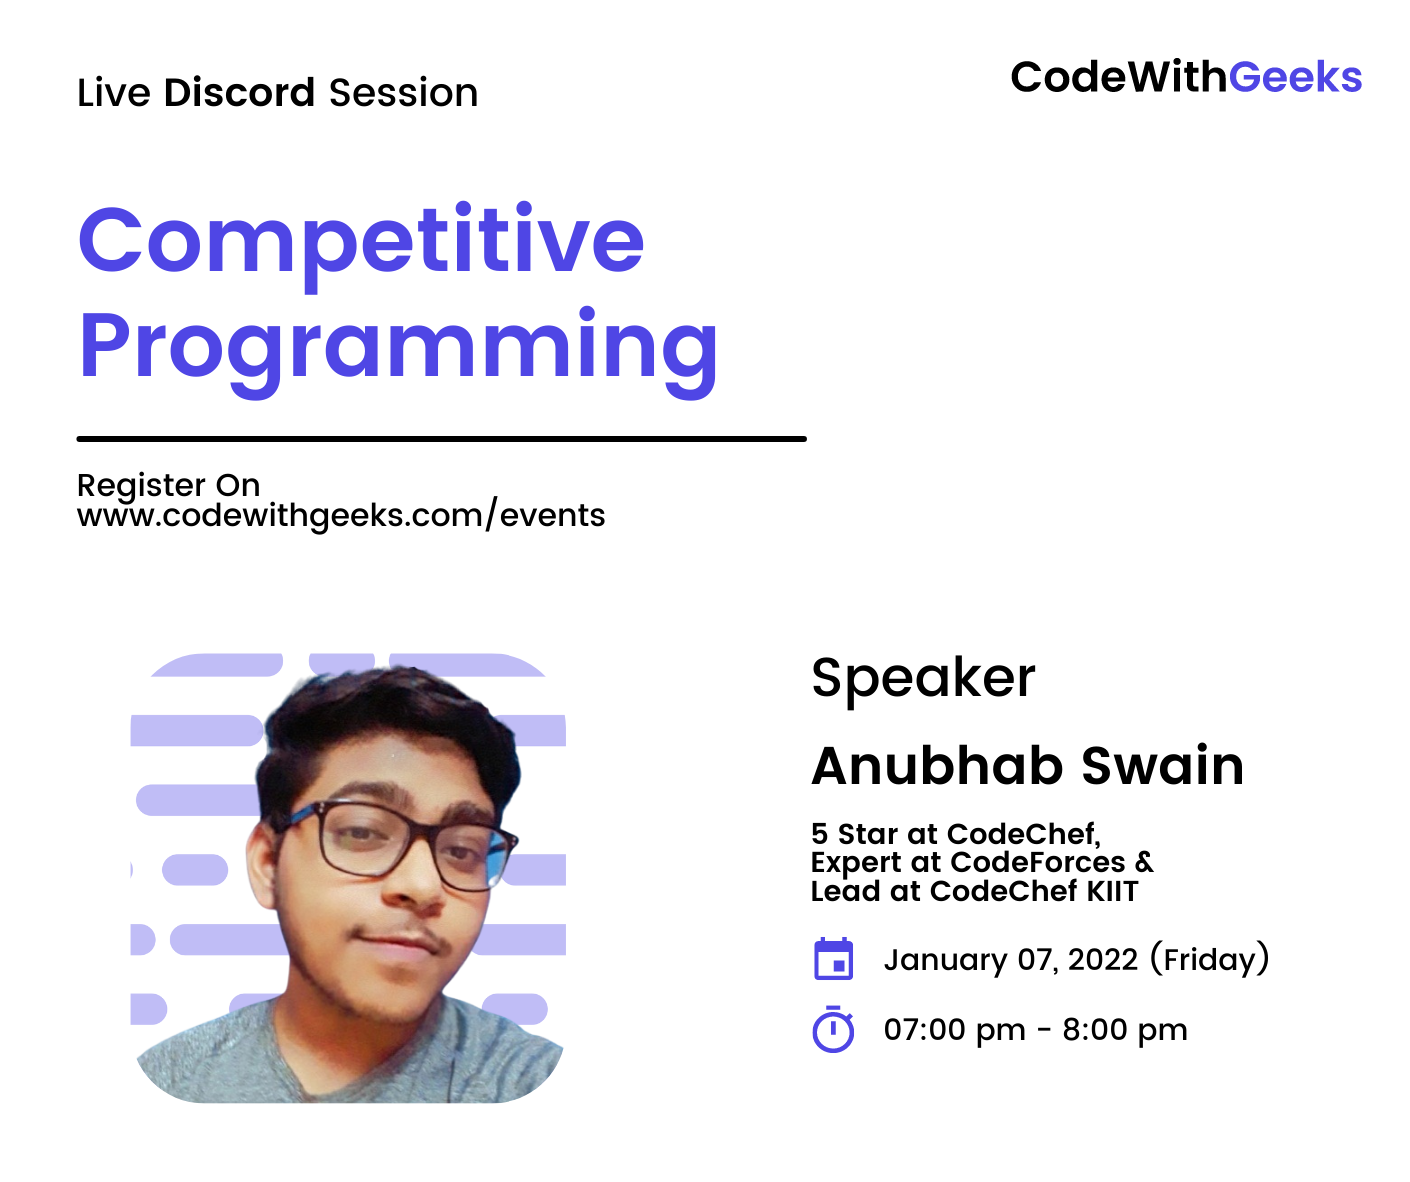 Live Discord Session
CodeWithGeeks
Competitive
Programming
Register On
www.codewithgeeks.com/events
Speaker
Anubhab Swain
5 Star at CodeChef,
Expert at CodeForces &
Lead at CodeChef KIIT
January 07, 2022 (Friday)
07:00 pm - 8:00 pm